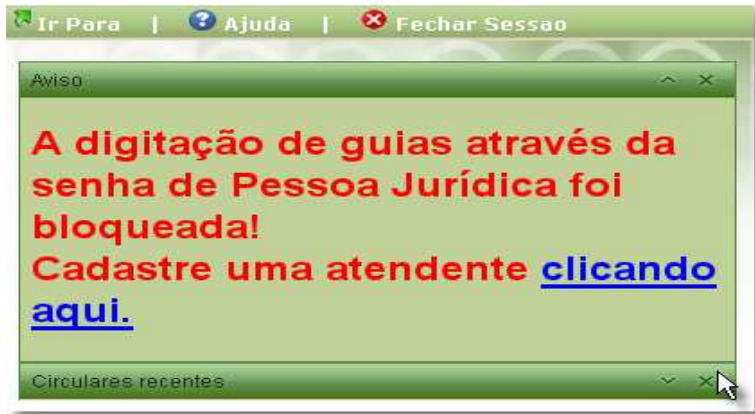 Ir Para | Ajuda | Fechar Sessao
Aviso
A digitação de guias através da
senha de Pessoa Jurídica foi
bloqueada!
Cadastre uma atendente clicando
aqui.
Circulares recentes